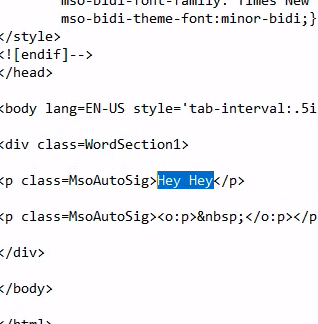 mso-bidi-font-family:"Times New
mso-bidi-theme-font:minor-bidi;}
</style>
<![endif]-->
</head>
<body lang=EN-US style='tab-interval:.5i
<div class=WordSection1>
<p class=MsoAutoSig>Hey Hey</p>
<p class=MsoAutoSig><o:p>&nbsp;</o:p></p
</div>
</body>
</html>